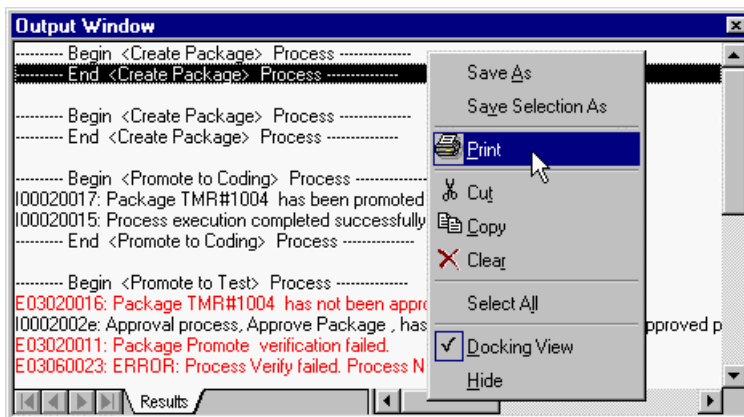 Output Window
--------- Begin <Create Package> Process --------------
--------- End <Create Package> Process --------------
--------- Begin <Create Package> Process --------------
--------- End <Create Package> Process --------------
--------- Begin <Promote to Coding> Process --------------
I00020017: Package TMR#1004 has been promoted
I00020015: Process execution completed successfully
--------- End <Promote to Coding> Process --------------
--------- Begin <Promote to Test> Process --------------
E03020016: Package TMR#1004 has not been appro
I0002002e: Approval process, Approve Package , has pproved p
E03020011: Package Promote verification failed.
E03060023: ERROR: Process Verify failed. Process N
Results
Save As
Save Selection As
Print
Cut
Copy
Clear
Select All
Docking View
Hide